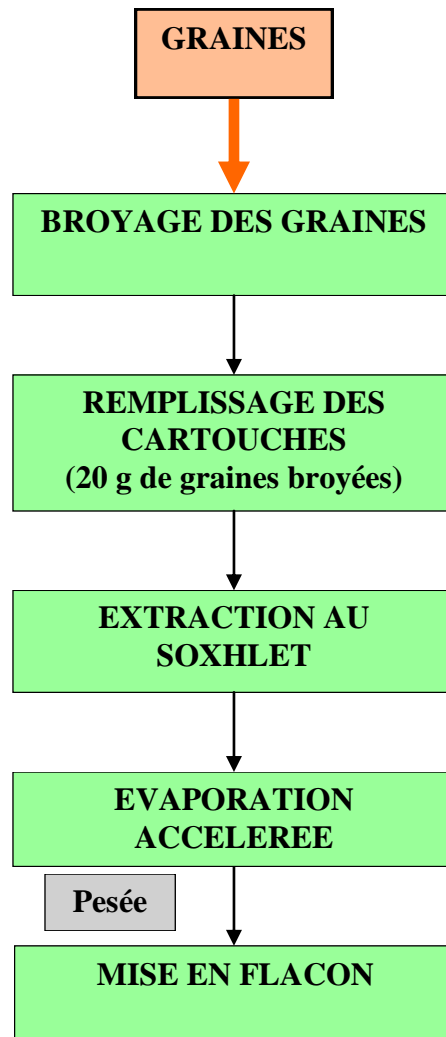 GRAINES
BROYAGE DES GRAINES
REMPLISSAGE DES
CARTOUCHES
(20 g de graines broyées)
EXTRACTION AU
SOXHLET
EVAPORATION
ACCELEREE
Pesée
MISE EN FLACON